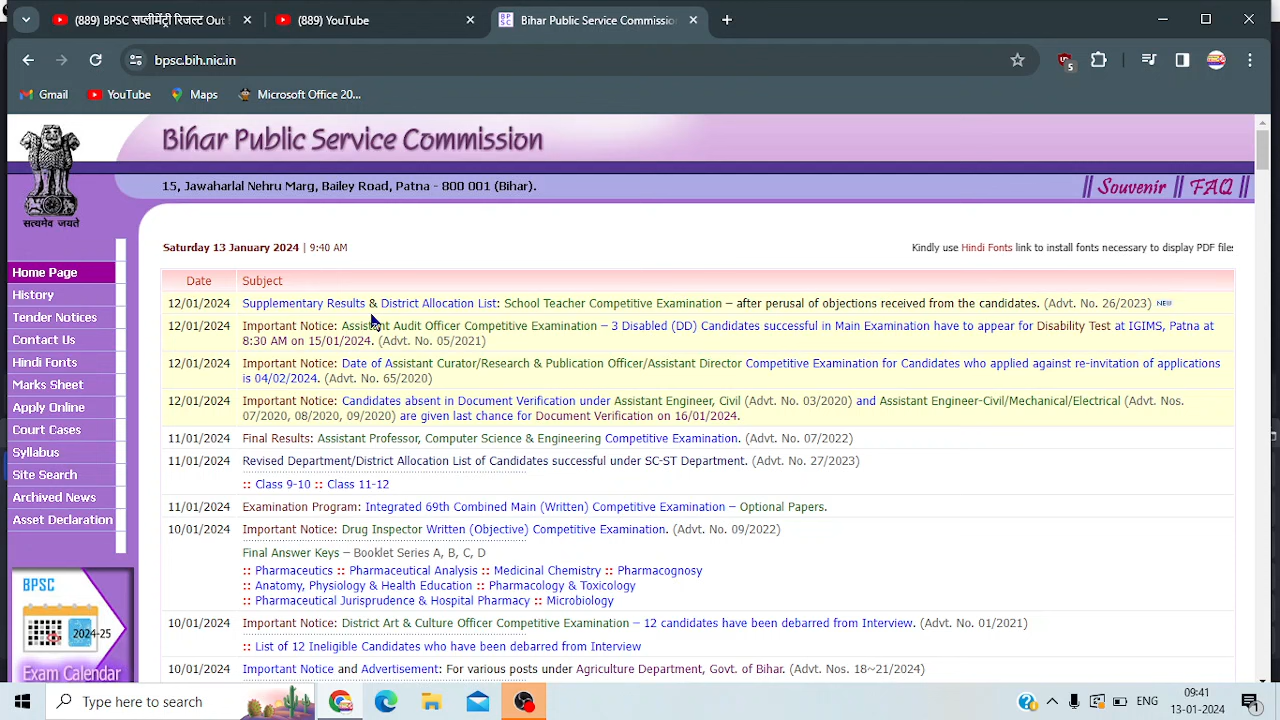 (889) BPSC सतमैमूंत्रि रिजल्ट Out
(889) YouTube
BP SC Bihar Public Service Commissio
bpsc.bih.nic.in
5
Gmail YouTube Maps Microsoft Office 20...
Bihar Public Service Commission
15, Jawaharlal Nehru Marg, Bailey Road, Patna - 800 001 (Bihar).
|| Souvenir || FAQ ||
सत्यमेव जयते
Saturday 13 January 2024 | 9:40 AM
Kindly use Hindi Fonts link to install fonts necessary to display PDF files
Home Page
History
Tender Notices
Contact Us
Hindi Fonts
Marks Sheet
Apply Online
Court Cases
Syllabus
Site Search
Archived News
Asset Declaration
BPSC
2024-25
Exam Calendar
Date Subject
12/01/2024 Supplementary Results & District Allocation List: School Teacher Competitive Examination – after perusal of objections received from the candidates. (Advt. No. 26/2023) NEW
12/01/2024 Important Notice: Assistant Audit Officer Competitive Examination – 3 Disabled (DD) Candidates successful in Main Examination have to appear for Disability Test at IGIMS, Patna at
8:30 AM on 15/01/2024. (Advt. No. 05/2021)
12/01/2024 Important Notice: Date of Assistant Curator/Research & Publication Officer/Assistant Director Competitive Examination for Candidates who applied against re-invitation of applications
is 04/02/2024. (Advt. No. 65/2020)
12/01/2024 Important Notice: Candidates absent in Document Verification under Assistant Engineer, Civil (Advt. No. 03/2020) and Assistant Engineer-Civil/Mechanical/Electrical (Advt. Nos.
07/2020, 08/2020, 09/2020) are given last chance for Document Verification on 16/01/2024.
11/01/2024 Final Results: Assistant Professor, Computer Science & Engineering Competitive Examination. (Advt. No. 07/2022)
11/01/2024 Revised Department/District Allocation List of Candidates successful under SC-ST Department. (Advt. No. 27/2023)
:: Class 9-10 :: Class 11-12
11/01/2024 Examination Program: Integrated 69th Combined Main (Written) Competitive Examination – Optional Papers.
10/01/2024 Important Notice: Drug Inspector Written (Objective) Competitive Examination. (Advt. No. 09/2022)
Final Answer Keys – Booklet Series A, B, C, D
:: Pharmaceutics :: Pharmaceutical Analysis :: Medicinal Chemistry :: Pharmacognosy
:: Anatomy, Physiology & Health Education :: Pharmacology & Toxicology
:: Pharmaceutical Jurisprudence & Hospital Pharmacy :: Microbiology
10/01/2024 Important Notice: District Art & Culture Officer Competitive Examination – 12 candidates have been debarred from Interview. (Advt. No. 01/2021)
:: List of 12 Ineligible Candidates who have been debarred from Interview
10/01/2024 Important Notice and Advertisement: For various posts under Agriculture Department, Govt. of Bihar. (Advt. Nos. 18~21/2024)
Type here to search
ENG
09:41
13-01-2024
1